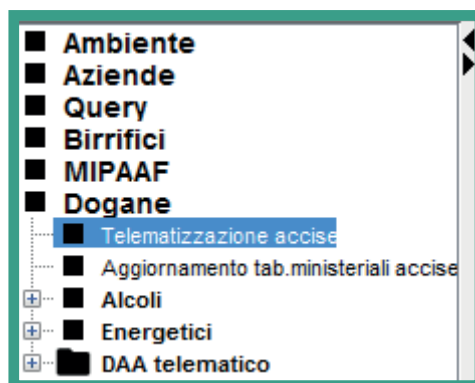 Ambiente
Aziende
Query
Birrifici
MIPAAF
Dogane
Telematizzazione accise
Aggiornamento tab.ministeriali accise
Alcoli
Energetici
DAA telematico